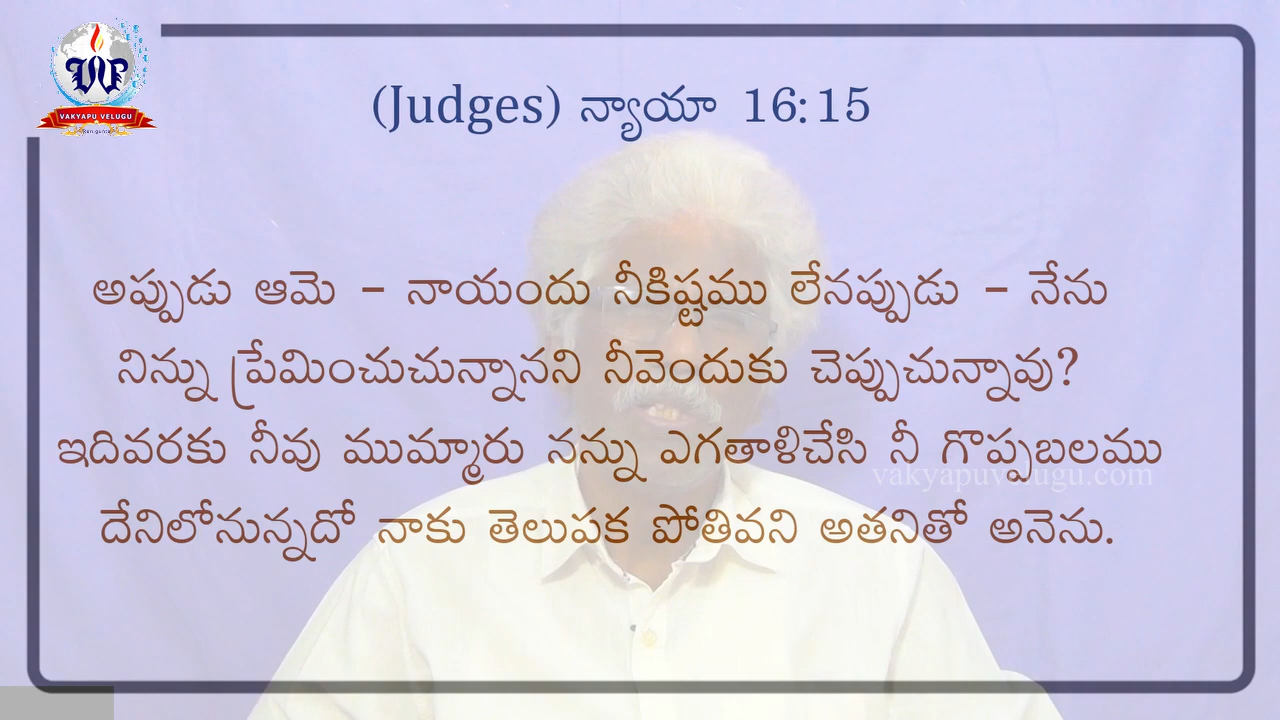 VAKYAPU VELUGU
(Judges) న్యాయా 16:15
అప్పుడు ఆమె – నాయందు నీకిష్టము లేనప్పుడు – నేను
నిన్ను ప్రేమించుచున్నానని నీవెందుకు చెప్పుచున్నావు?
ఇదివరకు నీవు ముమ్మారు నన్ను ఎగతాళిచేసి నీ గొప్పబలము
vakyapuvelugu.com
దేనిలోనున్నదో నాకు తెలుపక పోతివని అతనితో అనెను.